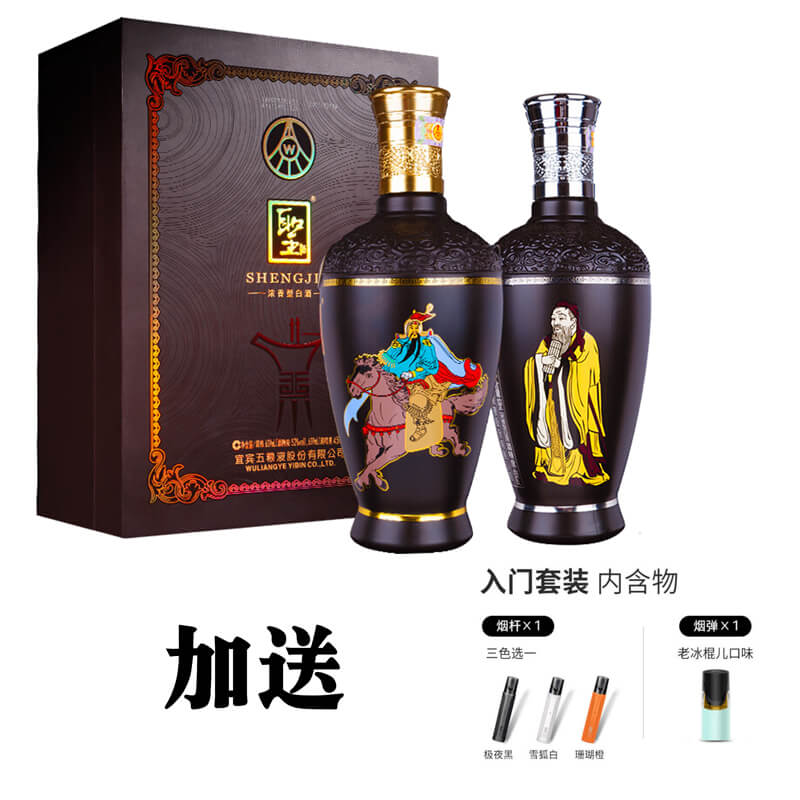 W
聖
®
SHENGJI
浓香型白酒
宜宾五粮液股份有限公司
WULIANGYE YIBIN CO.,LTD.
入门套装 内含物
加送
烟杆×1
三色选一
极夜黑 雪狐白 珊瑚橙
烟弹×1
老冰棍儿口味